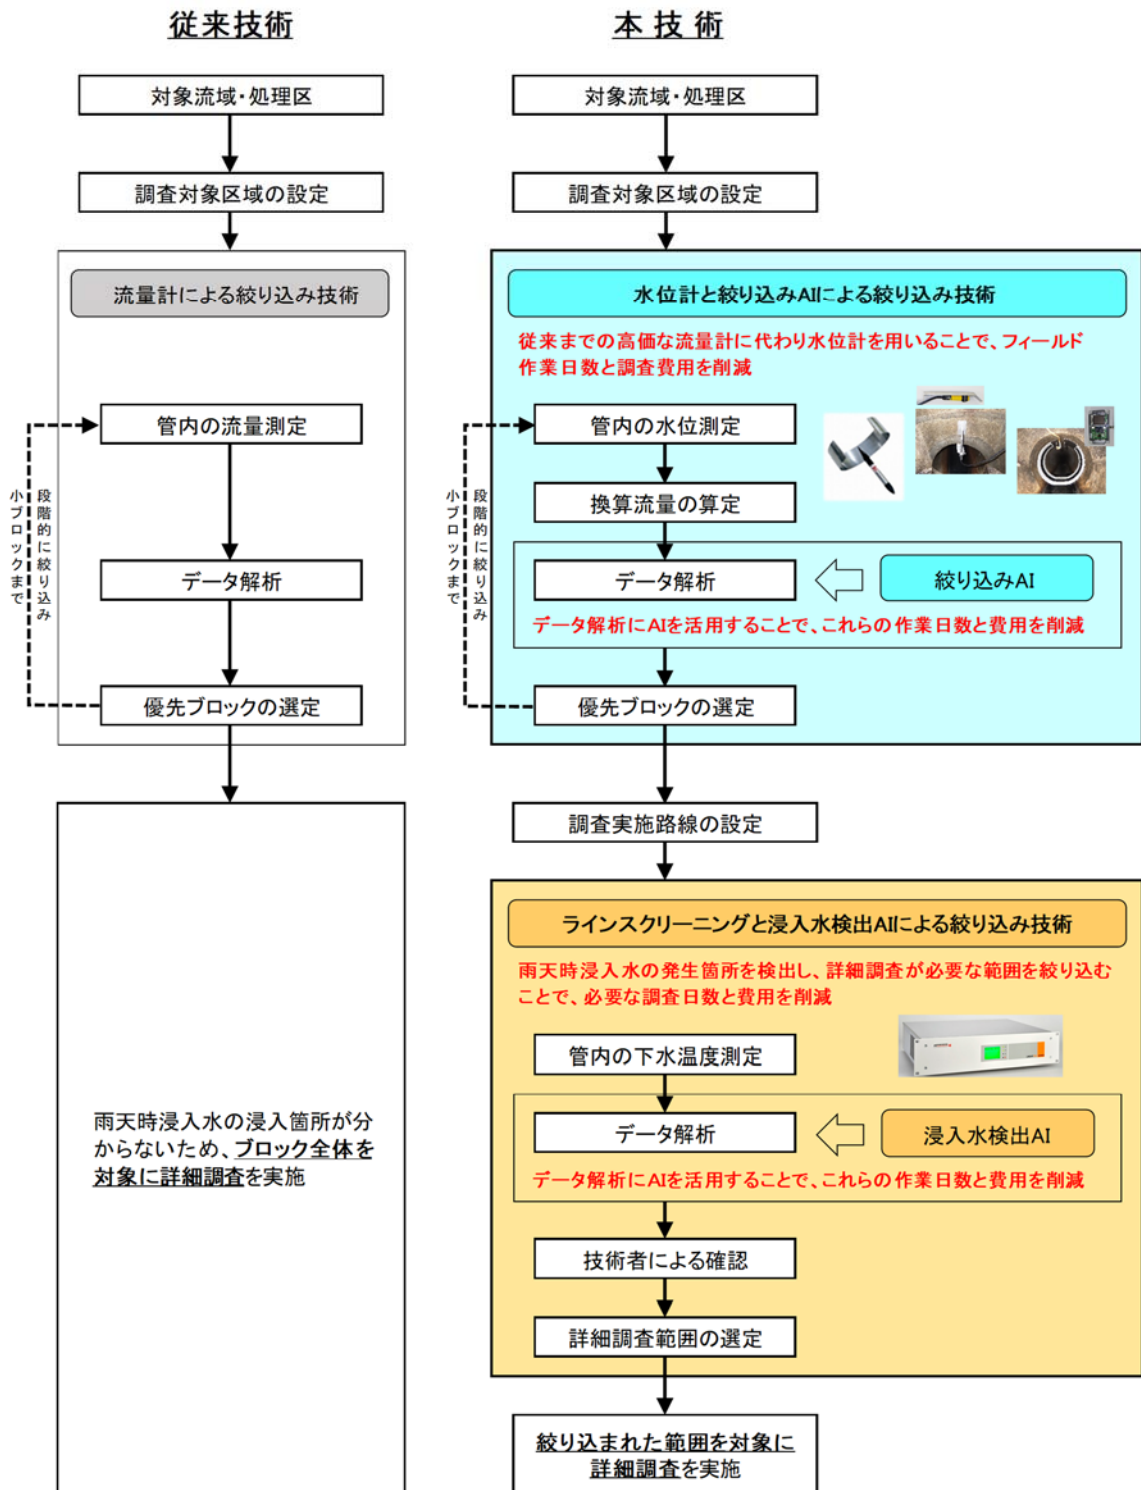 従来技術
対象流域・処理区
調査対象区域の設定
流量計による絞り込み技術
管内の流量測定
データ解析
優先ブロックの選定
段階的に絞り込み
小ブロックまで
雨天時浸入水の浸入箇所が分
からないため、ブロック全体を
対象に詳細調査を実施
本 技 術
対象流域・処理区
調査対象区域の設定
水位計と絞り込みAIによる絞り込み技術
従来までの高価な流量計に代わり水位計を用いることで、フィールド
作業日数と調査費用を削減
管内の水位測定
換算流量の算定
データ解析
絞り込みAI
データ解析にAIを活用することで、これらの作業日数と費用を削減
優先ブロックの選定
段階的に絞り込み
小ブロックまで
調査実施路線の設定
ラインスクリーニングと浸入水検出AIによる絞り込み技術
雨天時浸入水の発生箇所を検出し、詳細調査が必要な範囲を絞り込む
ことで、必要な調査日数と費用を削減
管内の下水温度測定
データ解析
浸入水検出AI
データ解析にAIを活用することで、これらの作業日数と費用を削減
技術者による確認
詳細調査範囲の選定
絞り込まれた範囲を対象に
詳細調査を実施